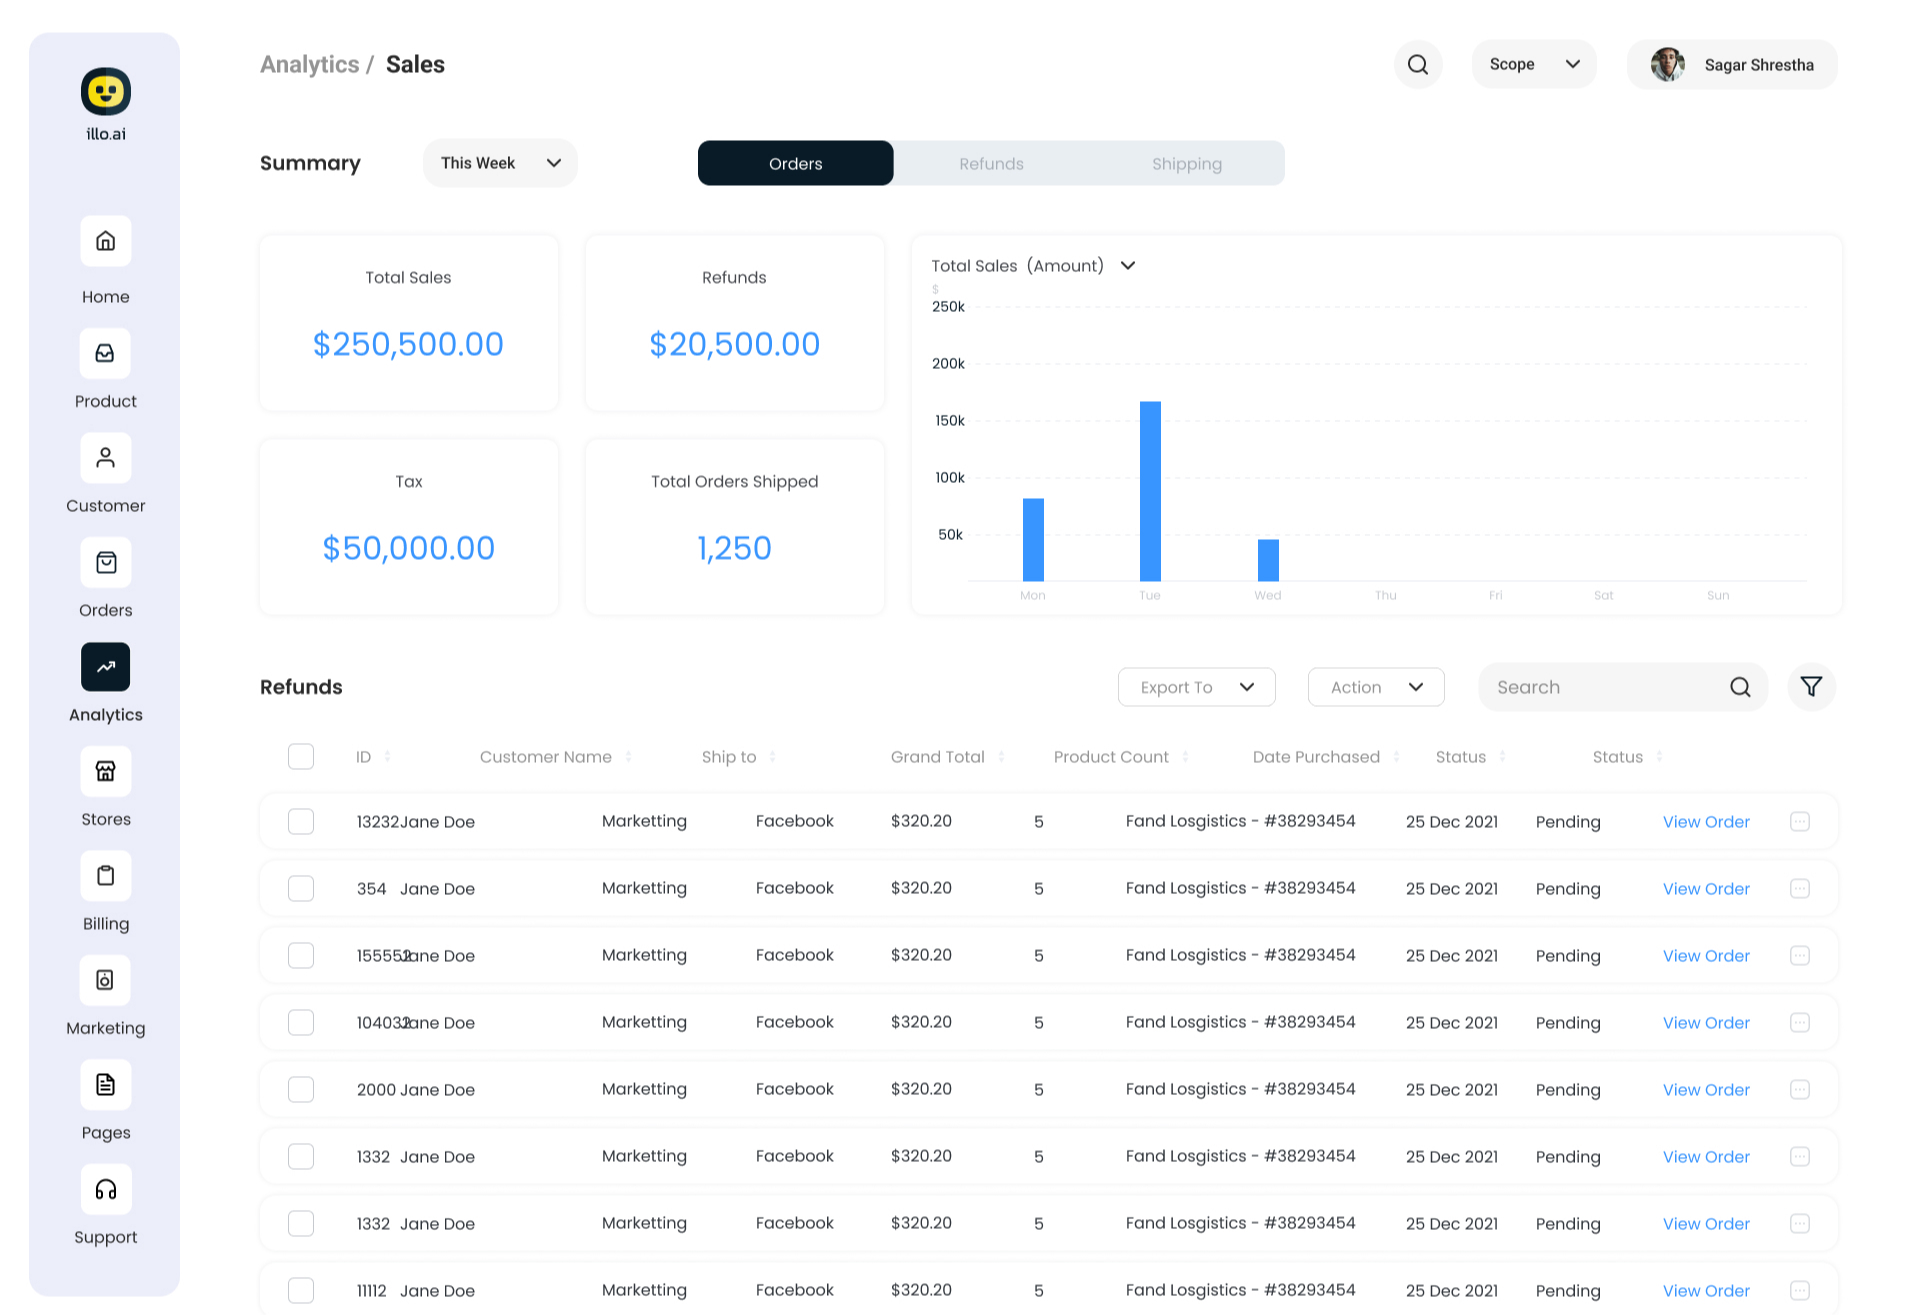 illo.ai
Home
Product
Customer
Orders
Analytics
Stores
Billing
Marketing
Pages
Support
Analytics / Sales
Scope
Sagar Shrestha
Summary
This Week
Orders
Refunds
Shipping
Total Sales
$250,500.00
Refunds
$20,500.00
Tax
$50,000.00
Total Orders Shipped
1,250
Total Sales (Amount)
$
250k
200k
150k
100k
50k
Mon Tue Wed Thu Fri Sat Sun
Refunds
Export To
Action
Search
ID Customer Name Ship to Grand Total Product Count Date Purchased Status Status
13232 Jane Doe Marketting Facebook $320.20 5 Fand Losgistics - #38293454 25 Dec 2021 Pending View Order
354 Jane Doe Marketting Facebook $320.20 5 Fand Losgistics - #38293454 25 Dec 2021 Pending View Order
155552 Jane Doe Marketting Facebook $320.20 5 Fand Losgistics - #38293454 25 Dec 2021 Pending View Order
104032 Jane Doe Marketting Facebook $320.20 5 Fand Losgistics - #38293454 25 Dec 2021 Pending View Order
2000 Jane Doe Marketting Facebook $320.20 5 Fand Losgistics - #38293454 25 Dec 2021 Pending View Order
1332 Jane Doe Marketting Facebook $320.20 5 Fand Losgistics - #38293454 25 Dec 2021 Pending View Order
1332 Jane Doe Marketting Facebook $320.20 5 Fand Losgistics - #38293454 25 Dec 2021 Pending View Order
11112 Jane Doe Marketting Facebook $320.20 5 Fand Losgistics - #38293454 25 Dec 2021 Pending View Order